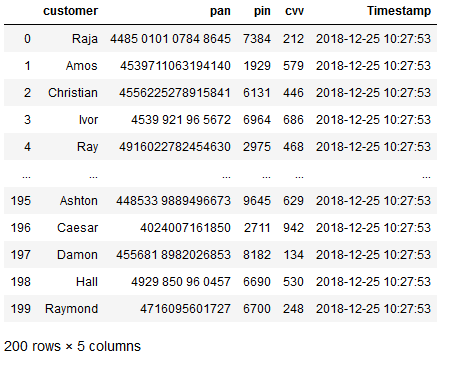 customer pan pin cvv Timestamp
0 Raja 4485 0101 0784 8645 7384 212 2018-12-25 10:27:53
1 Amos 4539711063194140 1929 579 2018-12-25 10:27:53
2 Christian 4556225278915841 6131 446 2018-12-25 10:27:53
3 Ivor 4539 921 96 5672 6964 686 2018-12-25 10:27:53
4 Ray 4916022782454630 2975 468 2018-12-25 10:27:53
... ... ... ... ... ...
195 Ashton 448533 9889496673 9645 629 2018-12-25 10:27:53
196 Caesar 4024007161850 2711 942 2018-12-25 10:27:53
197 Damon 455681 8982026853 8182 134 2018-12-25 10:27:53
198 Hall 4929 850 96 0457 6690 530 2018-12-25 10:27:53
199 Raymond 4716095601727 6700 248 2018-12-25 10:27:53
200 rows × 5 columns